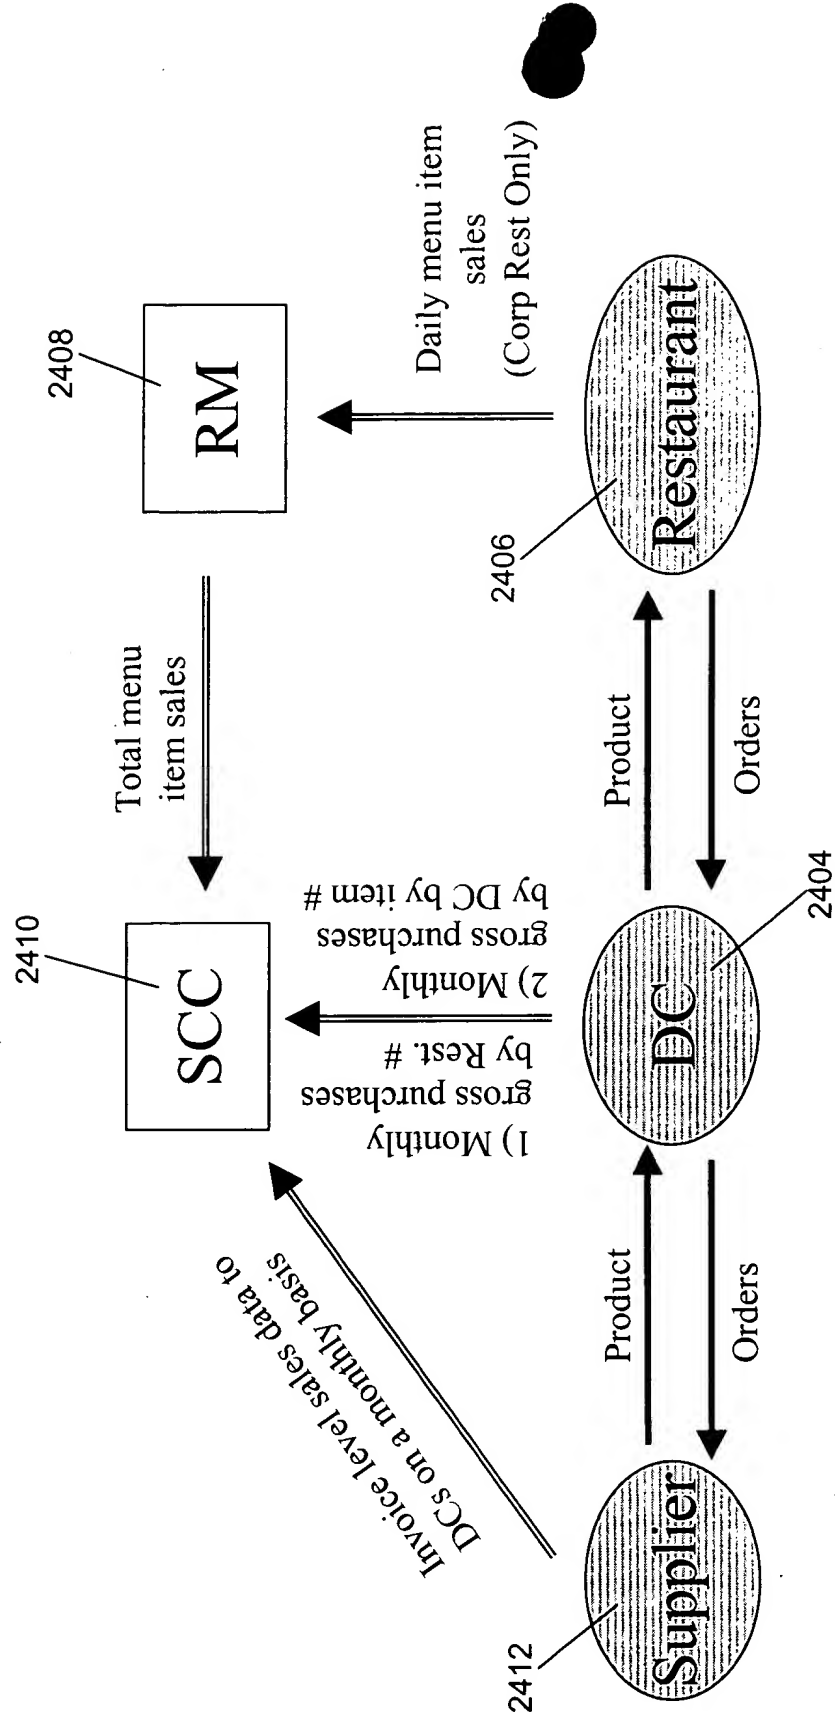 2410
SCC
Total menu
item sales
2408
RM
Invoice level sales data to
DCs on a monthly basis
1) Monthly
gross purchases
by Rest. #
2) Monthly
gross purchases
by DC by item #
Daily menu item
sales
(Corp Rest Only)
2412
Supplier
Product
Orders
DC
2404
Product
Orders
2406
Restaurant